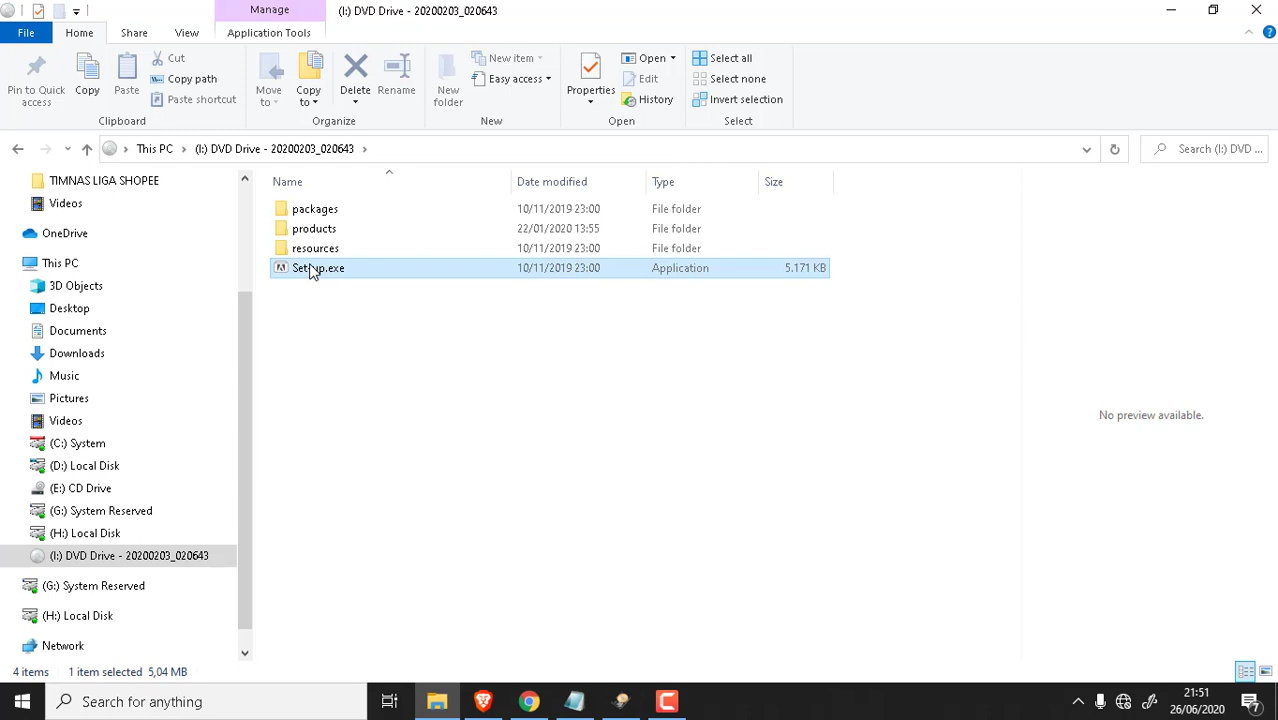 Manage
(I:) DVD Drive - 20200203_020643
File
Home
Share
View
Application Tools
Pin to Quick access
Copy
Paste
Cut
Copy path
Paste shortcut
Clipboard
Move to
Copy to
Delete
Rename
Organize
New folder
New item
Easy access
New
Properties
Open
Edit
History
Open
Select all
Select none
Invert selection
Select
This PC
(I:) DVD Drive - 20200203_020643
Search (I:) DVD ...
Name
Date modified
Type
Size
packages 10/11/2019 23:00 File folder
products 22/01/2020 13:55 File folder
resources 10/11/2019 23:00 File folder
Set-up.exe 10/11/2019 23:00 Application 5.171 KB
TIMNAS LIGA SHOPEE
Videos
OneDrive
This PC
3D Objects
Desktop
Documents
Downloads
Music
Pictures
Videos
(C:) System
(D:) Local Disk
(E:) CD Drive
(G:) System Reserved
(H:) Local Disk
(I:) DVD Drive - 20200203_020643
(G:) System Reserved
(H:) Local Disk
Network
No preview available.
4 items
1 item selected 5,04 MB
Search for anything
21:51
26/06/2020
7